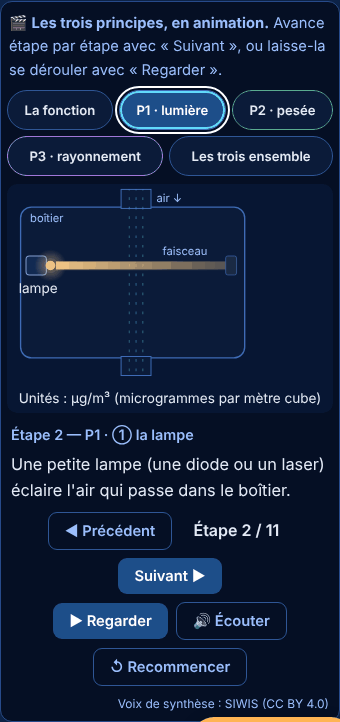 🎬 Les trois principes, en animation. Avance
étape par étape avec « Suivant », ou laisse-la
se dérouler avec « Regarder ».
La fonction
P1 · lumière
P2 · pesée
P3 · rayonnement
Les trois ensemble
air ↓
boîtier
faisceau
lampe
Unités : µg/m³ (microgrammes par mètre cube)
Étape 2 — P1 · ① la lampe
Une petite lampe (une diode ou un laser)
éclaire l'air qui passe dans le boîtier.
◀ Précédent
Étape 2 / 11
Suivant ▶
▶ Regarder
🔊 Écouter
↺ Recommencer
Voix de synthèse : SIWIS (CC BY 4.0)